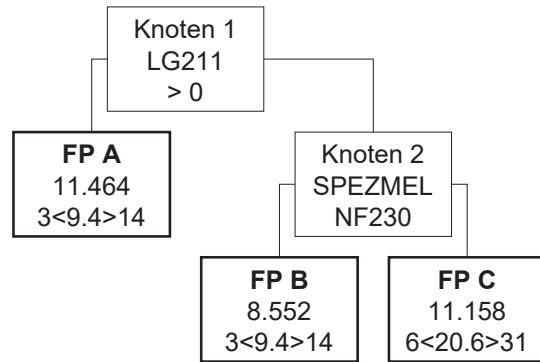 Knoten 1
LG211
> 0
FP A
11.464
3<9.4>14
Knoten 2
SPEZMEL
NF230
FP B
8.552
3<9.4>14
FP C
11.158
6<20.6>31